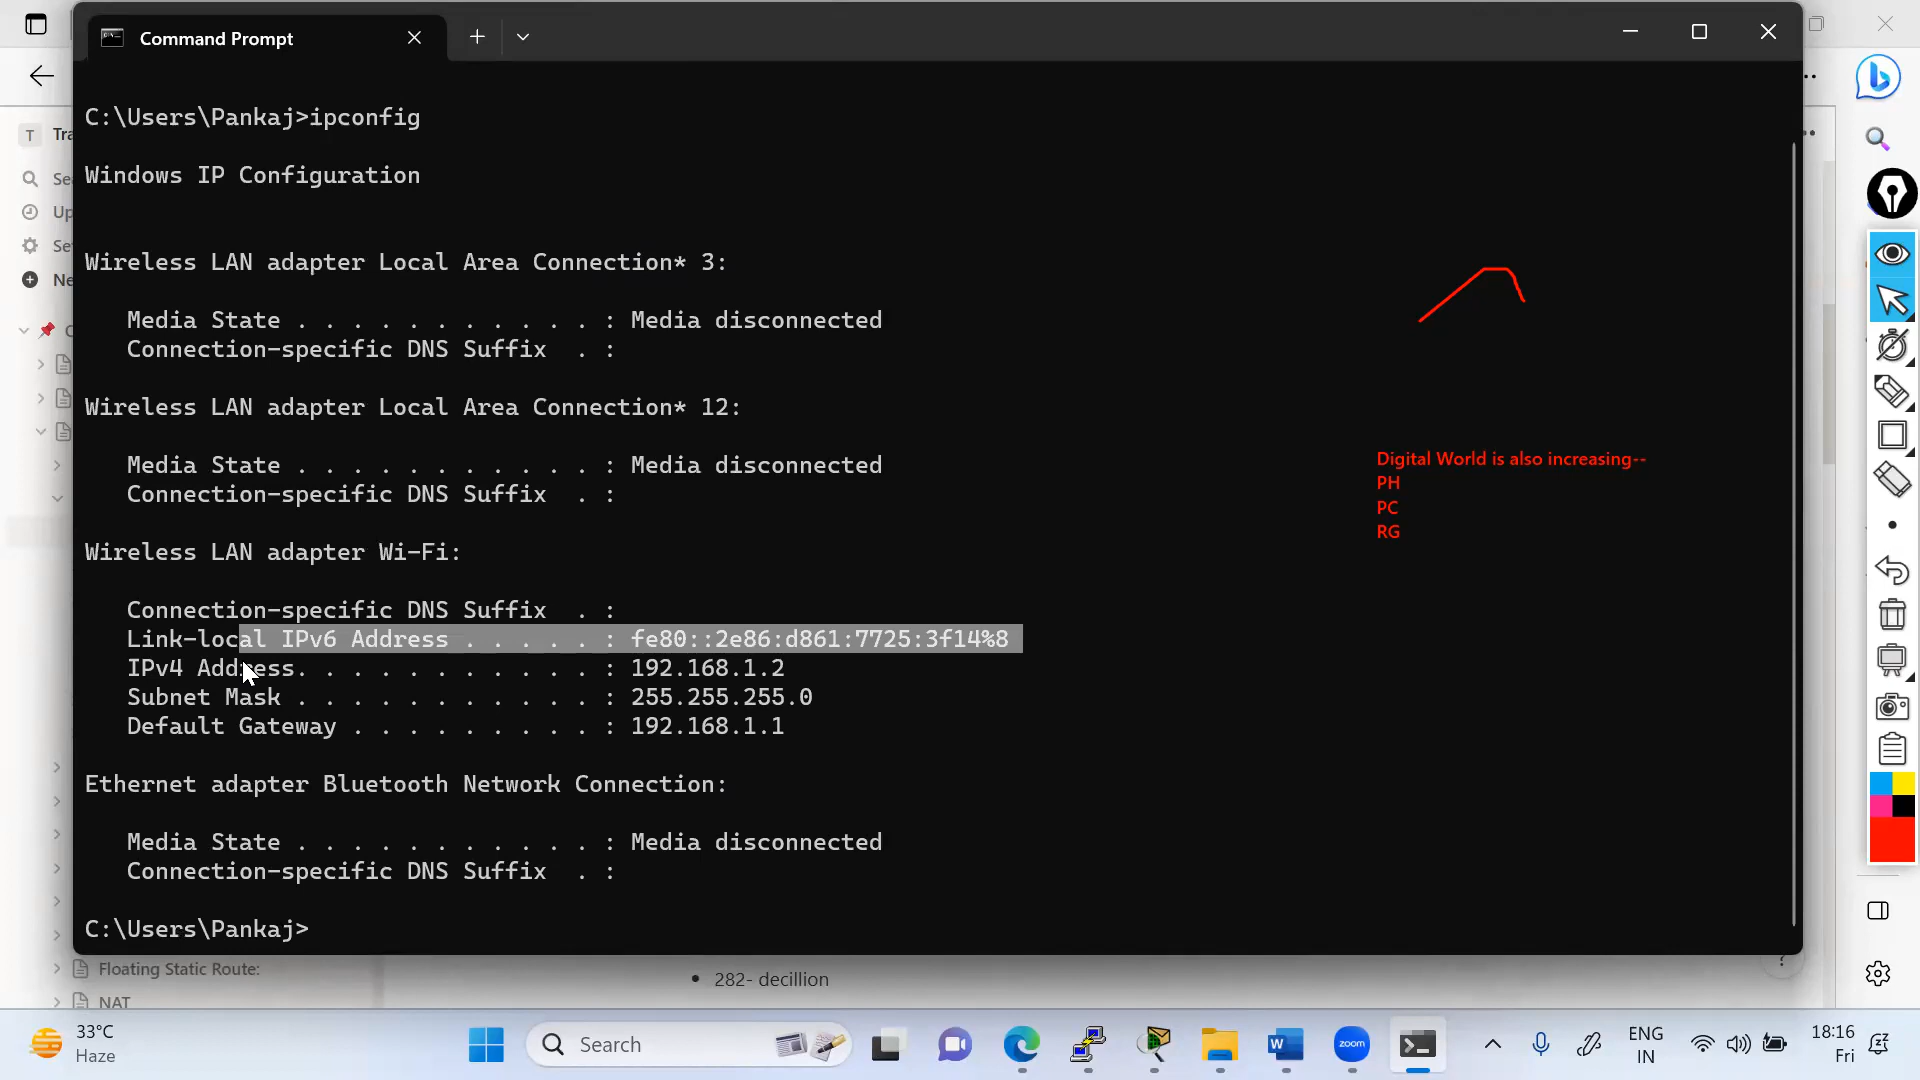 Command Prompt
C:\Users\Pankaj>ipconfig
Windows IP Configuration
Wireless LAN adapter Local Area Connection* 3:
Media State . . . . . . . . . . . : Media disconnected
Connection-specific DNS Suffix  . :
Wireless LAN adapter Local Area Connection* 12:
Media State . . . . . . . . . . . : Media disconnected
Connection-specific DNS Suffix  . :
Wireless LAN adapter Wi-Fi:
Connection-specific DNS Suffix  . :
Link-local IPv6 Address . . . . . : fe80::2e86:d861:7725:3f14%8
IPv4 Address. . . . . . . . . . . : 192.168.1.2
Subnet Mask . . . . . . . . . . . : 255.255.255.0
Default Gateway . . . . . . . . . : 192.168.1.1
Ethernet adapter Bluetooth Network Connection:
Media State . . . . . . . . . . . : Media disconnected
Connection-specific DNS Suffix  . :
C:\Users\Pankaj>
Digital World is also increasing--
PH
PC
RG
T
Floating Static Route:
NAT
282- decillion
33°C
Haze
Search
zoom
ENG
IN
18:16
Fri